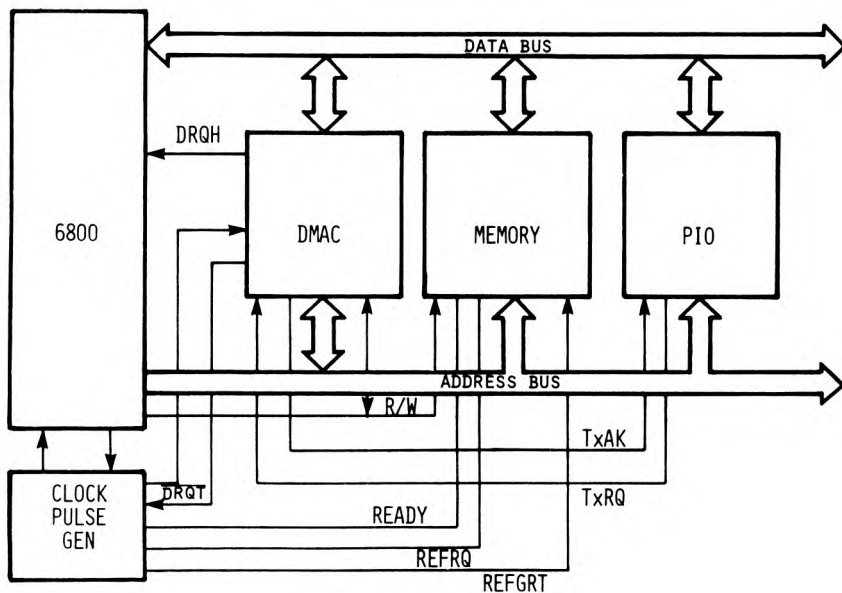 DATA BUS
DRQH
6800
DMAC
MEMORY
PIO
ADDRESS BUS
R/W
TxAK
CLOCK
PULSE
GEN
DRQT
TxRQ
READY
REFRQ
REFGRT